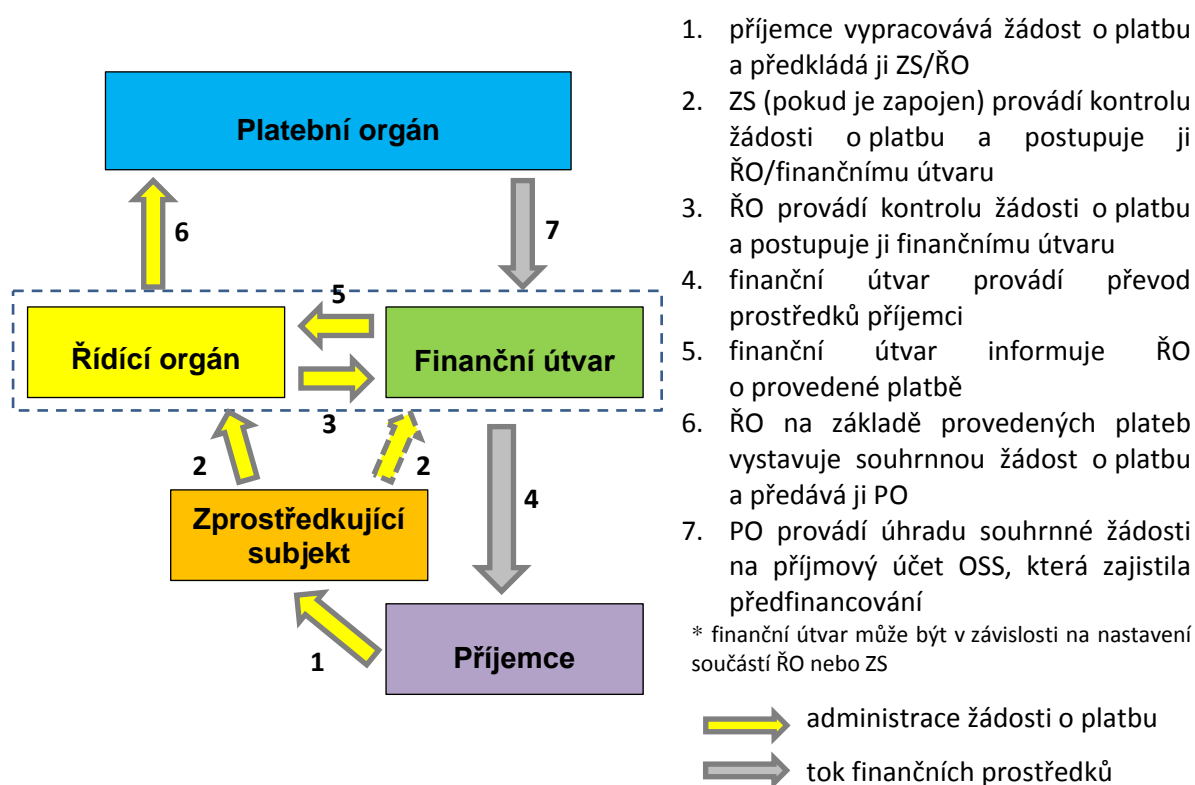 Platební orgán
6
7
5
Řídící orgán
Finanční útvar
3
2
2
4
Zprostředkující
subjekt
1
Příjemce
1. příjemce vypracovává žádost o platbu
a předkládá ji ZS/ŘO
2. ZS (pokud je zapojen) provádí kontrolu
žádosti o platbu a postupuje ji
ŘO/finančnímu útvaru
3. ŘO provádí kontrolu žádosti o platbu
a postupuje ji finančnímu útvaru
4. finanční útvar provádí převod
prostředků příjemci
5. finanční útvar informuje ŘO
o provedené platbě
6. ŘO na základě provedených plateb
vystavuje souhrnnou žádost o platbu
a předává ji PO
7. PO provádí úhradu souhrnné žádosti
na příjmový účet OSS, která zajistila
předfinancování
* finanční útvar může být v závislosti na nastavení
součástí ŘO nebo ZS
administrace žádosti o platbu
tok finančních prostředků